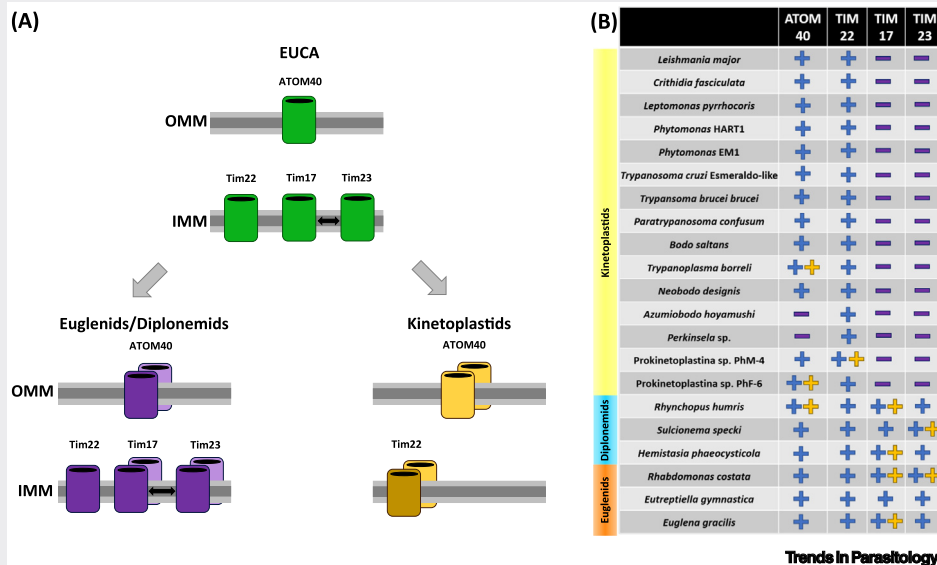 (A)
EUCA
ATOM40
OMM
Tim22 Tim17 Tim23
IMM
Euglenids/Diplonemids
ATOM40
OMM
Tim22 Tim17 Tim23
IMM
Kinetoplastids
ATOM40
Tim22
(B)
ATOM 40 TIM 22 TIM 17 TIM 23
Kinetoplastids
Leishmania major + + − −
Crithidia fasciculata + + − −
Leptomonas pyrrhocoris + + − −
Phytomonas HART1 + + − −
Phytomonas EM1 + + − −
Trypanosoma cruzi Esmeraldo-like + + − −
Trypansoma brucei brucei + + − −
Paratrypanosoma confusum + + − −
Bodo saltans + + − −
Trypanoplasma borreli ++ + − −
Neobodo designis + + − −
Azumiobodo hoyamushi − + − −
Perkinsela sp. − + − −
Prokinetoplastina sp. PhM-4 + ++ − −
Prokinetoplastina sp. PhF-6 ++ + − −
Diplonemids
Rhynchopus humris ++ + ++ +
Sulcionema specki + + + ++
Hemistasia phaeocysticola + + ++ +
Euglenids
Rhabdomonas costata + + ++ ++
Eutreptiella gymnastica + + + +
Euglena gracilis + + ++ +
Trends in Parasitology